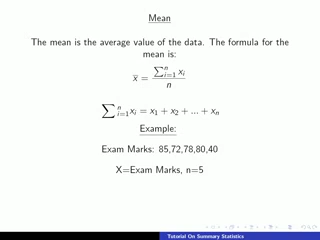 Mean
The mean is the average value of the data. The formula for the
mean is:
x̅ = ∑ⁿᵢ₌₁ xᵢ / n
∑ ⁿᵢ₌₁ xᵢ = x₁ + x₂ + ... + xₙ
Example:
Exam Marks: 85,72,78,80,40
X=Exam Marks, n=5
Tutorial On Summary Statistics